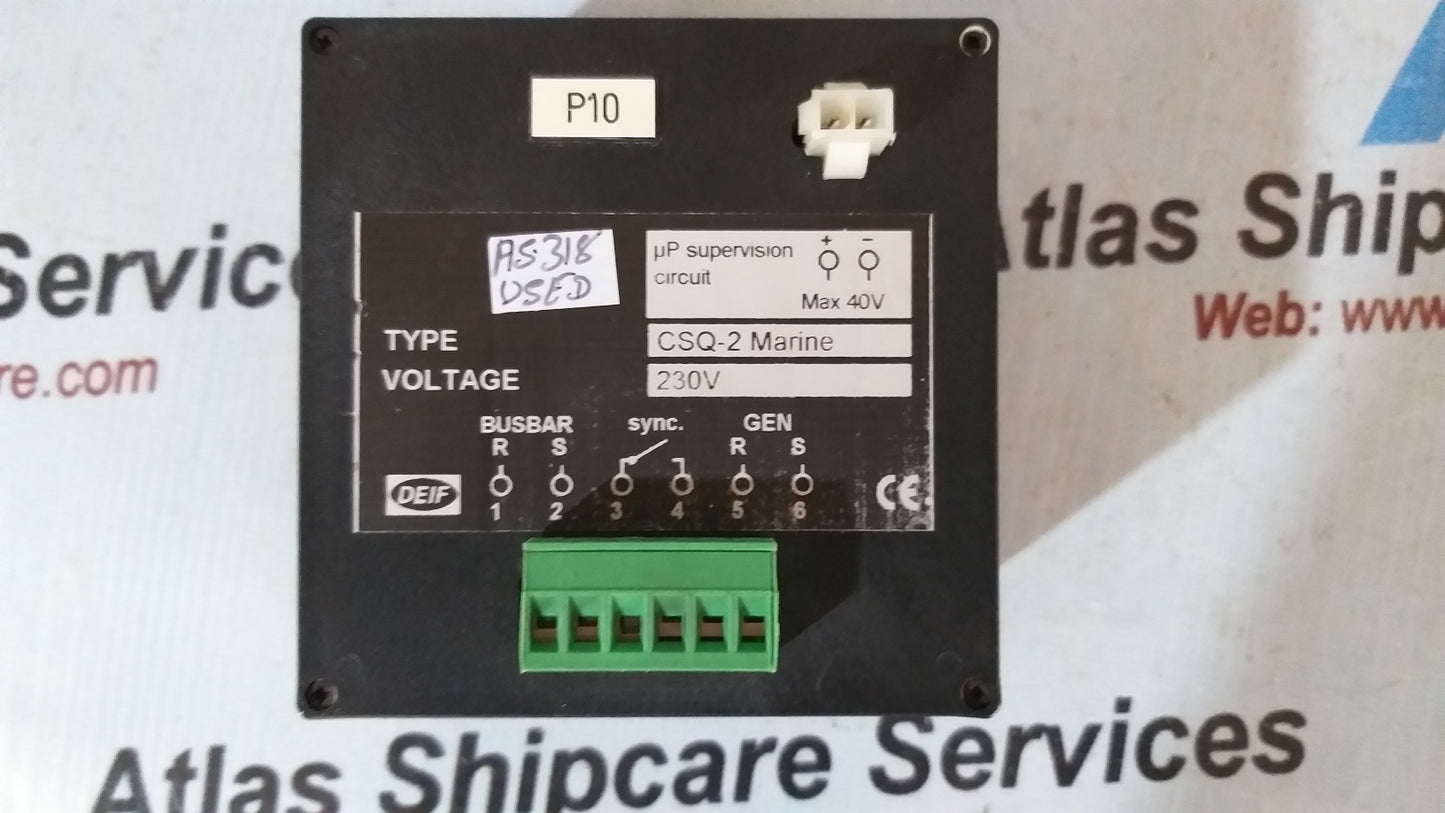 P10
AS-318
USED
µP supervision
circuit
+ -
Max 40V
TYPE
CSQ-2 Marine
VOLTAGE
230V
BUSBAR sync. GEN
R S R S
DEIF
1 2 3 4 5 6
CE
Service
re.com
tlas Ship
Web: www
Atlas Shipcare Services